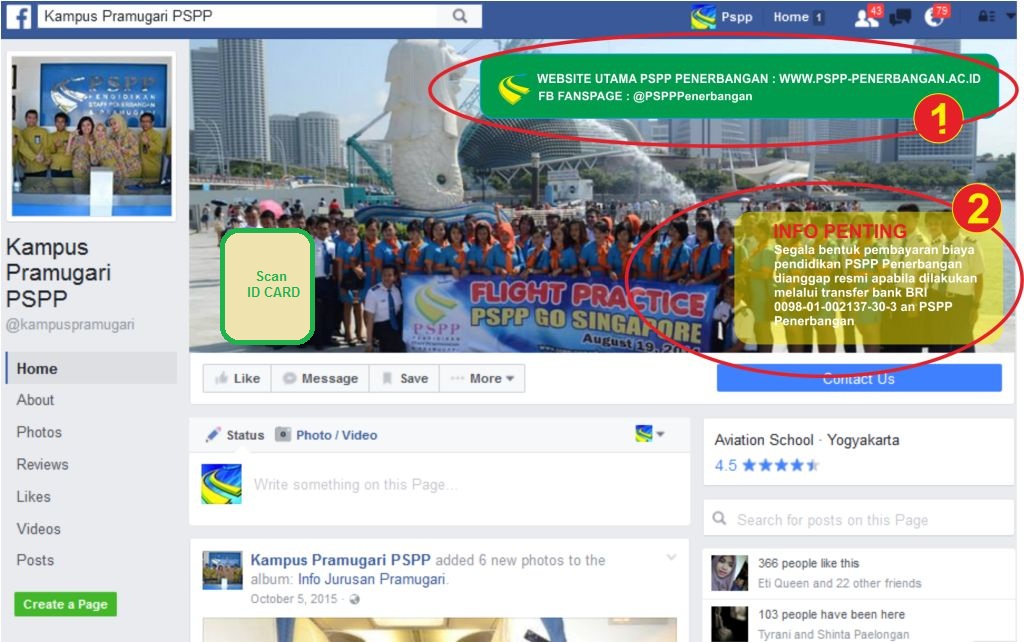 Kampus Pramugari PSPP
Pspp
Home 1
43
79
PSPP
PENDIDIKAN
STAFF PENERBANGAN
& PRAMUGARI
WEBSITE UTAMA PSPP PENERBANGAN : WWW.PSPP-PENERBANGAN.AC.ID
FB FANSPAGE : @PSPPPenerbangan
1
2
INFO PENTING
Segala bentuk pembayaran biaya
pendidikan PSPP Penerbangan
dianggap resmi apabila dilakukan
melalui transfer bank BRI
0098-01-002137-30-3 an PSPP
Penerbangan
Scan
ID CARD
FLIGHT PRACTICE
PSPP GO SINGAPORE
PSPP
PENDIDIKAN
Kampus
Pramugari
PSPP
@kampuspramugari
Home
About
Photos
Reviews
Likes
Videos
Posts
Create a Page
Like
Message
Save
More
Contact Us
Status
Photo / Video
Write something on this Page...
Kampus Pramugari PSPP added 6 new photos to the
album: Info Jurusan Pramugari.
October 5, 2015
Aviation School · Yogyakarta
4.5
Search for posts on this Page
366 people like this
Eti Queen and 22 other friends
103 people have been here
Tyrani and Shinta Paelongan